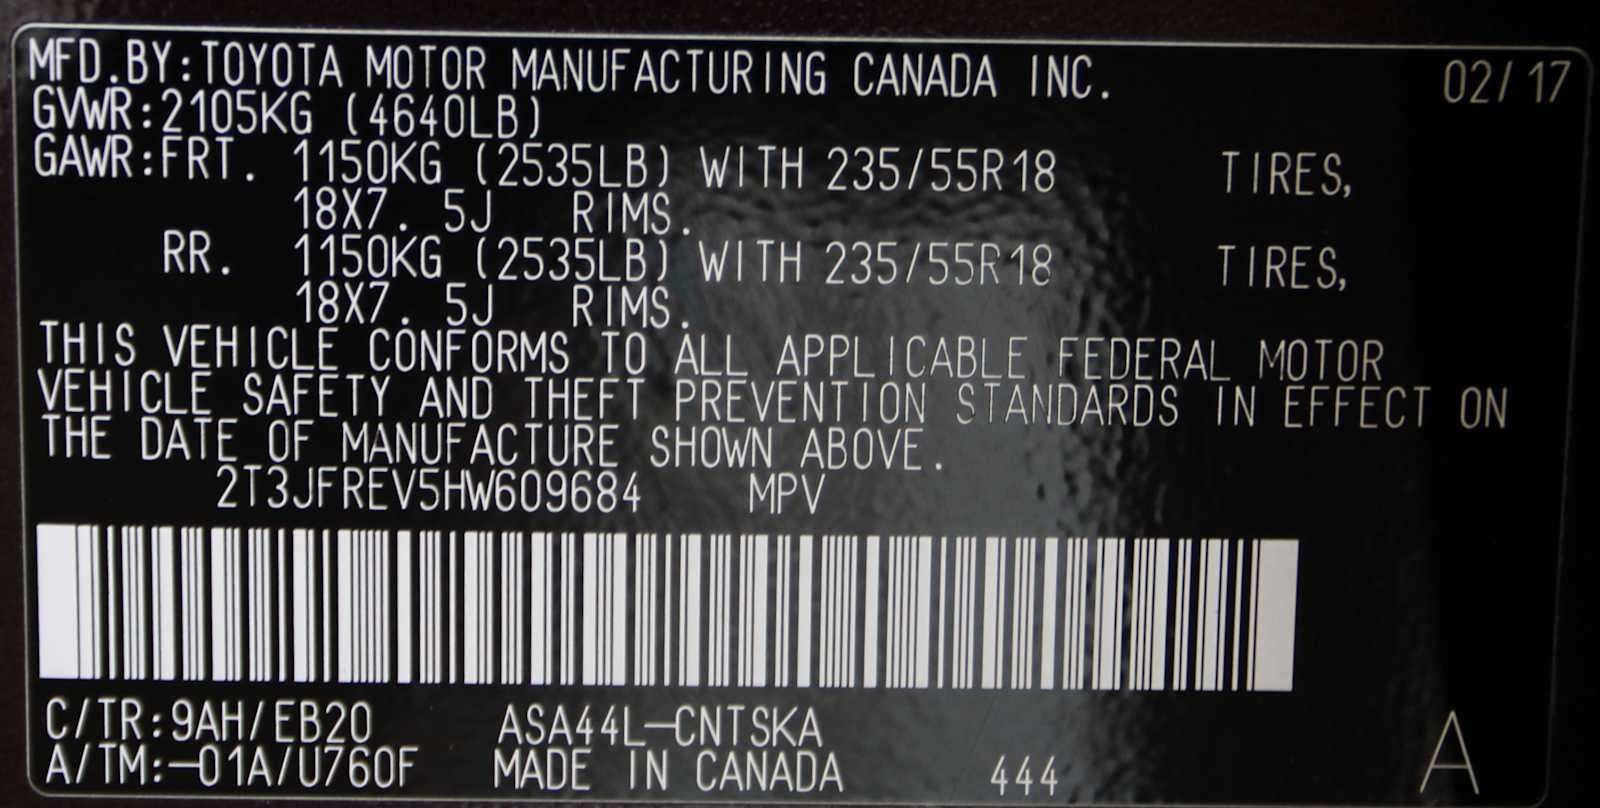 MFD.BY:TOYOTA MOTOR MANUFACTURING CANADA INC. 02/17
GVWR:2105KG (4640LB)
GAWR:FRT. 1150KG (2535LB) WITH 235/55R18 TIRES,
18X7. 5J RIMS.
RR. 1150KG (2535LB) WITH 235/55R18 TIRES,
18X7. 5J RIMS.
THIS VEHICLE CONFORMS TO ALL APPLICABLE FEDERAL MOTOR
VEHICLE SAFETY AND THEFT PREVENTION STANDARDS IN EFFECT ON
THE DATE OF MANUFACTURE SHOWN ABOVE.
2T3JFREV5HW609684 MPV
C/TR:9AH/EB20 ASA44L-CNTSKA
A/TM:-01A/U760F MADE IN CANADA 444 A